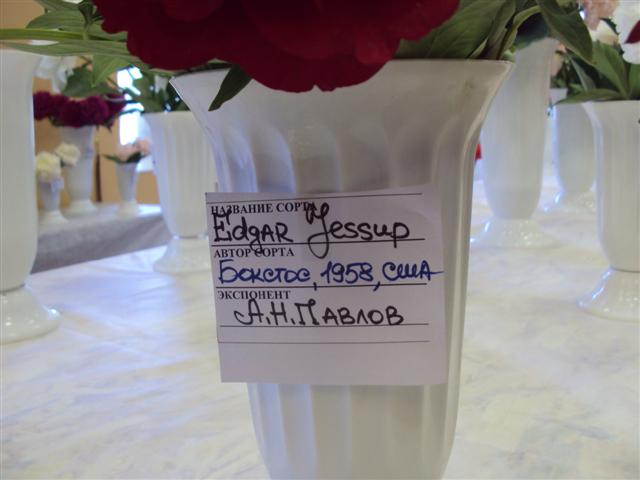 НАЗВАНИЕ СОРТА
Edgar Jessup
АВТОР СОРТА
Бокстос, 1958, США
ЭКСПОНЕНТ
А.Н.Павлов